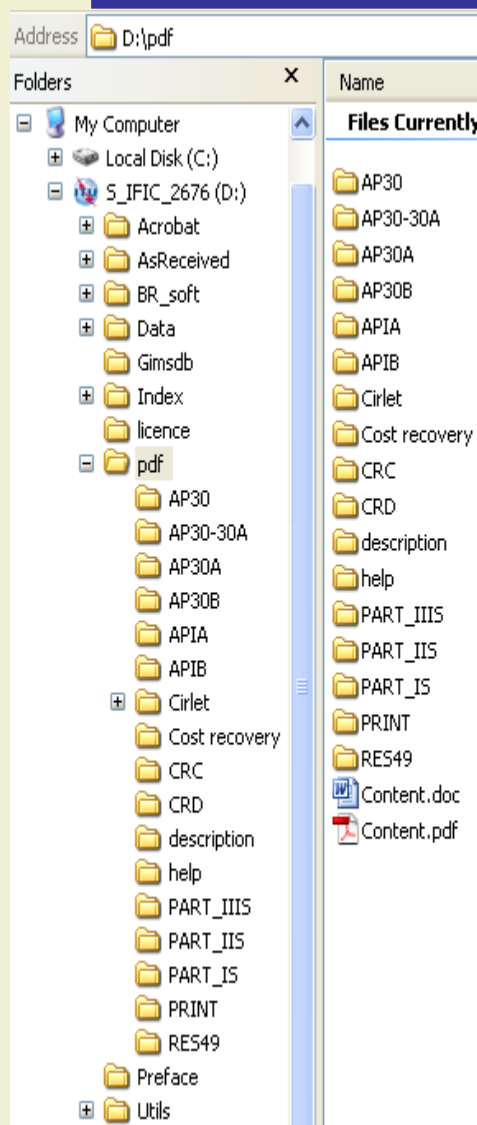 Address D:\pdf
Folders X
My Computer
Local Disk (C:)
S_IFIC_2676 (D:)
Acrobat
AsReceived
BR_soft
Data
Gimsdb
Index
licence
pdf
AP30
AP30-30A
AP30A
AP30B
APIA
APIB
Cirlet
Cost recovery
CRC
CRD
description
help
PART_IIIS
PART_IIS
PART_IS
PRINT
RES49
Preface
Utils
Name
Files Currently
AP30
AP30-30A
AP30A
AP30B
APIA
APIB
Cirlet
Cost recovery
CRC
CRD
description
help
PART_IIIS
PART_IIS
PART_IS
PRINT
RES49
Content.doc
Content.pdf